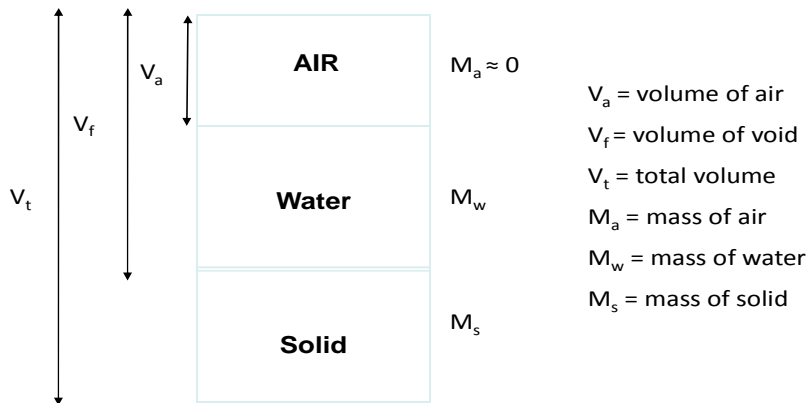 AIR
Water
Solid
V_a
V_f
V_t
M_a ≈ 0
M_w
M_s
V_a = volume of air
V_f = volume of void
V_t = total volume
M_a = mass of air
M_w = mass of water
M_s = mass of solid